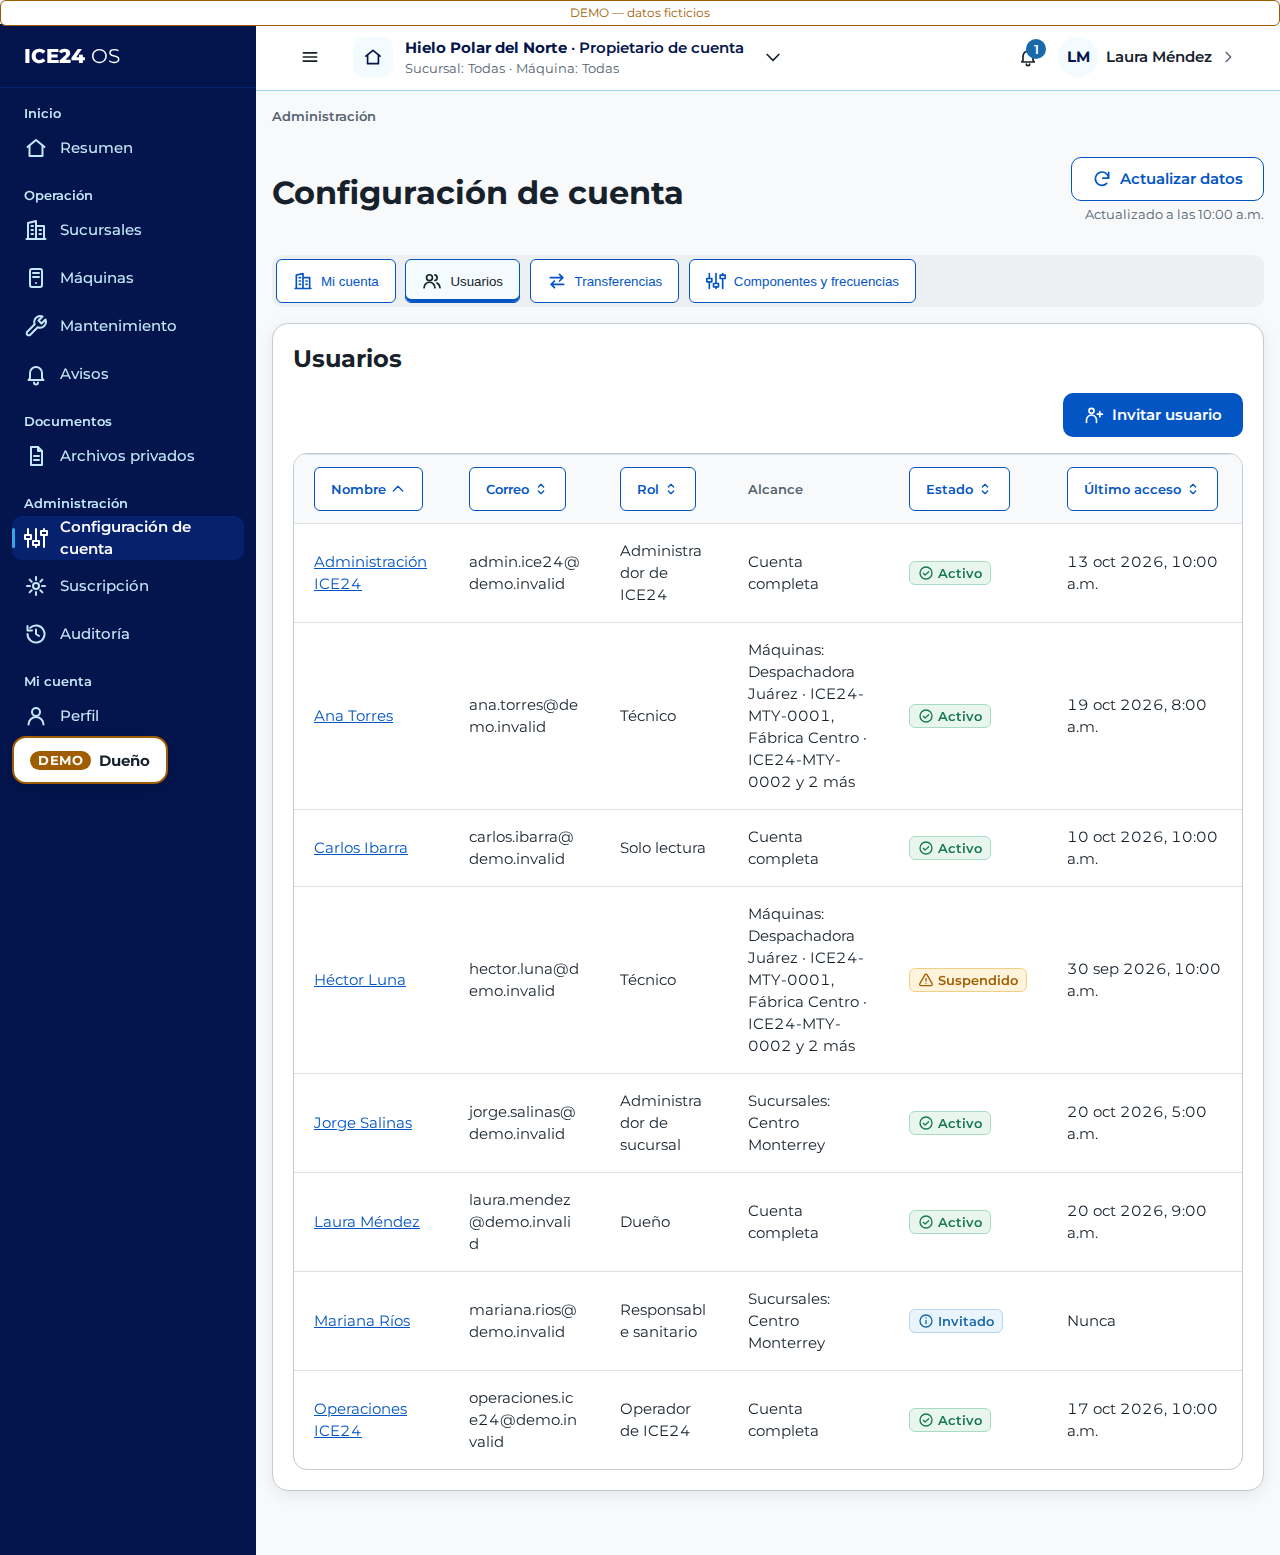 DEMO — datos ficticios
ICE24 OS
Inicio
Resumen
Operación
Sucursales
Máquinas
Mantenimiento
Avisos
Documentos
Archivos privados
Administración
Configuración de
cuenta
Suscripción
Auditoría
Mi cuenta
Perfil
DEMO Dueño
Hielo Polar del Norte · Propietario de cuenta
Sucursal: Todas · Máquina: Todas
1
LM Laura Méndez
Administración
Configuración de cuenta
Actualizar datos
Actualizado a las 10:00 a.m.
Mi cuenta
Usuarios
Transferencias
Componentes y frecuencias
Usuarios
Invitar usuario
Nombre
Correo
Rol
Alcance
Estado
Último acceso
Administración
ICE24
admin.ice24@
demo.invalid
Administra
dor de
ICE24
Cuenta
completa
Activo
13 oct 2026, 10:00
a.m.
Ana Torres
ana.torres@de
mo.invalid
Técnico
Máquinas:
Despachadora
Juárez · ICE24-
MTY-0001,
Fábrica Centro ·
ICE24-MTY-
0002 y 2 más
Activo
19 oct 2026, 8:00
a.m.
Carlos Ibarra
carlos.ibarra@
demo.invalid
Solo lectura
Cuenta
completa
Activo
10 oct 2026, 10:00
a.m.
Héctor Luna
hector.luna@d
emo.invalid
Técnico
Máquinas:
Despachadora
Juárez · ICE24-
MTY-0001,
Fábrica Centro ·
ICE24-MTY-
0002 y 2 más
Suspendido
30 sep 2026, 10:00
a.m.
Jorge Salinas
jorge.salinas@
demo.invalid
Administra
dor de
sucursal
Sucursales:
Centro
Monterrey
Activo
20 oct 2026, 5:00
a.m.
Laura Méndez
laura.mendez
@demo.invali
d
Dueño
Cuenta
completa
Activo
20 oct 2026, 9:00
a.m.
Mariana Ríos
mariana.rios@
demo.invalid
Responsabl
e sanitario
Sucursales:
Centro
Monterrey
Invitado
Nunca
Operaciones
ICE24
operaciones.ic
e24@demo.in
valid
Operador
de ICE24
Cuenta
completa
Activo
17 oct 2026, 10:00
a.m.